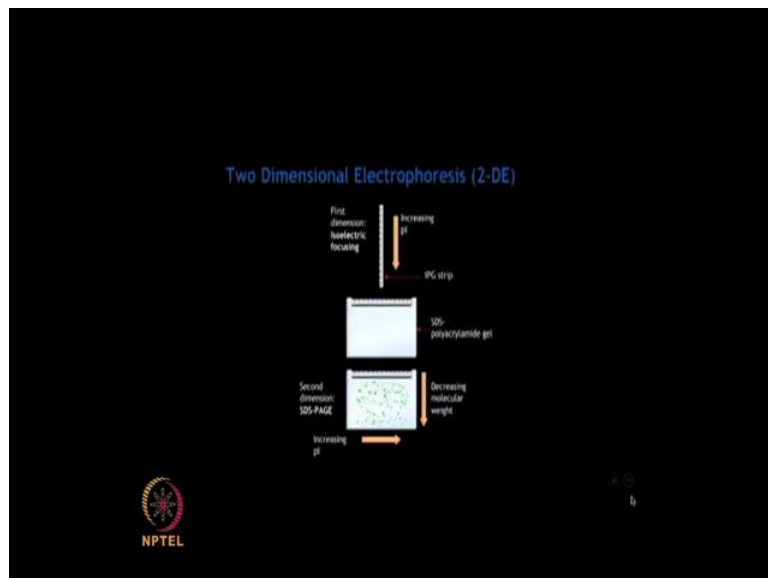 Two Dimensional Electrophoresis (2-DE)
First
dimension:
Isoelectric
focusing
Increasing
pI
IPG strip
SDS-
polyacrylamide gel
Second
dimension:
SDS-PAGE
Decreasing
molecular
weight
Increasing
pI
NPTEL